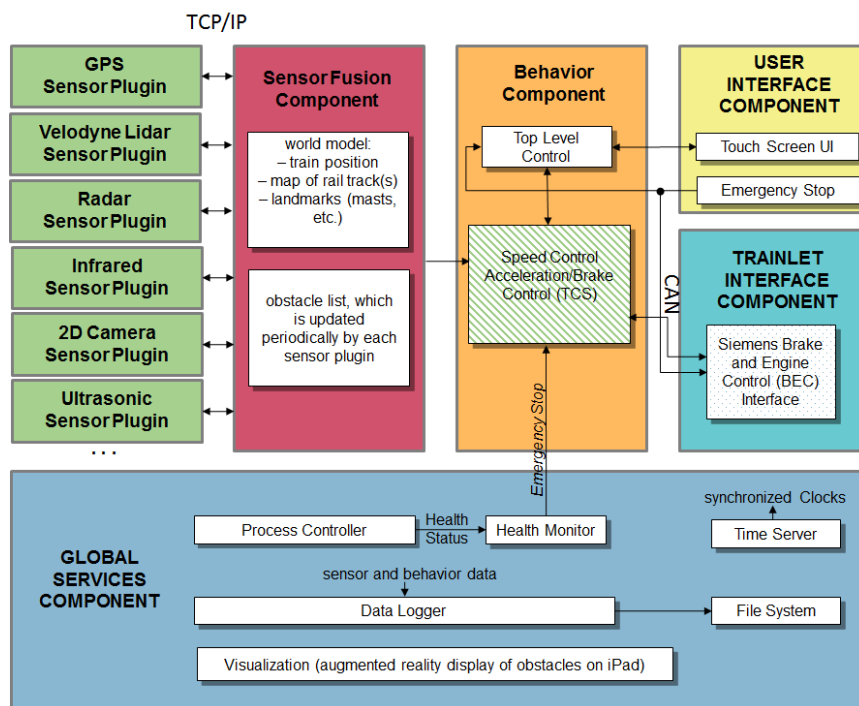 TCP/IP
GPS
Sensor Plugin
Velodyne Lidar
Sensor Plugin
Radar
Sensor Plugin
Infrared
Sensor Plugin
2D Camera
Sensor Plugin
Ultrasonic
Sensor Plugin
...
Sensor Fusion
Component
world model:
– train position
– map of rail track(s)
– landmarks (masts,
etc.)
obstacle list, which
is updated
periodically by each
sensor plugin
Behavior
Component
Top Level
Control
Speed Control
Acceleration/Brake
Control (TCS)
Emergency Stop
USER
INTERFACE
COMPONENT
Touch Screen UI
Emergency Stop
CAN
TRAINLET
INTERFACE
COMPONENT
Siemens Brake
and Engine
Control (BEC)
Interface
GLOBAL
SERVICES
COMPONENT
Process Controller
Health
Status
Health Monitor
synchronized Clocks
Time Server
sensor and behavior data
Data Logger
File System
Visualization (augmented reality display of obstacles on iPad)